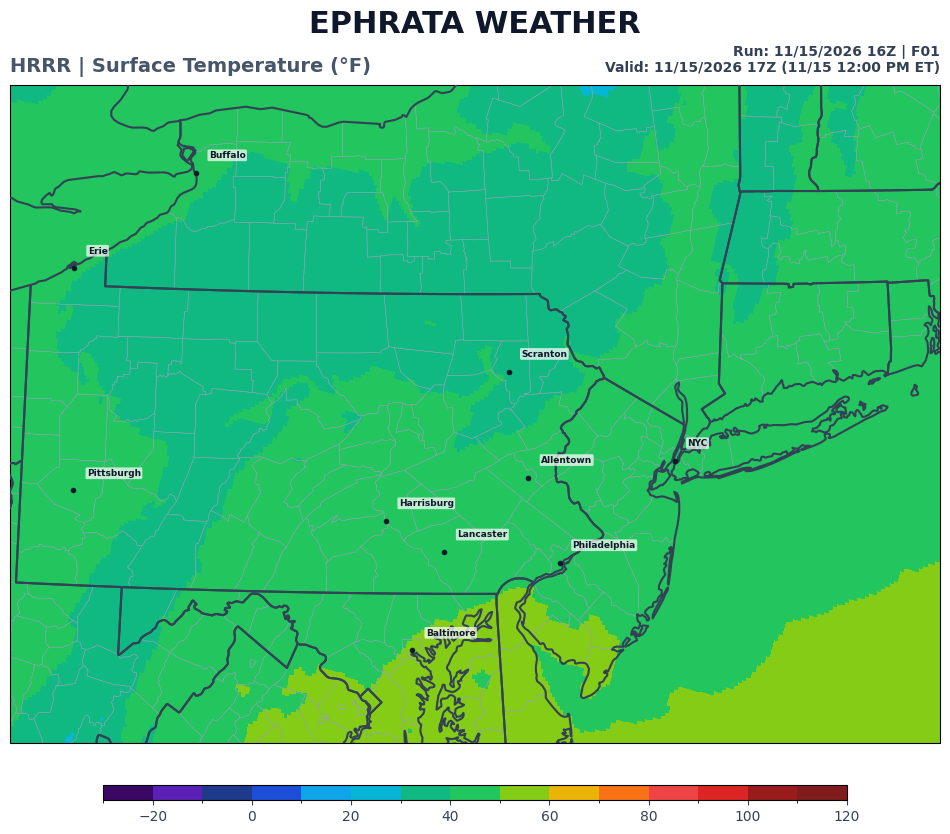 EPHRATA WEATHER
HRRR | Surface Temperature (°F)
Run: 11/15/2026 16Z | F01
Valid: 11/15/2026 17Z (11/15 12:00 PM ET)
Buffalo
Erie
Scranton
NYC
Allentown
Pittsburgh
Harrisburg
Lancaster
Philadelphia
Baltimore
−20 0 20 40 60 80 100 120